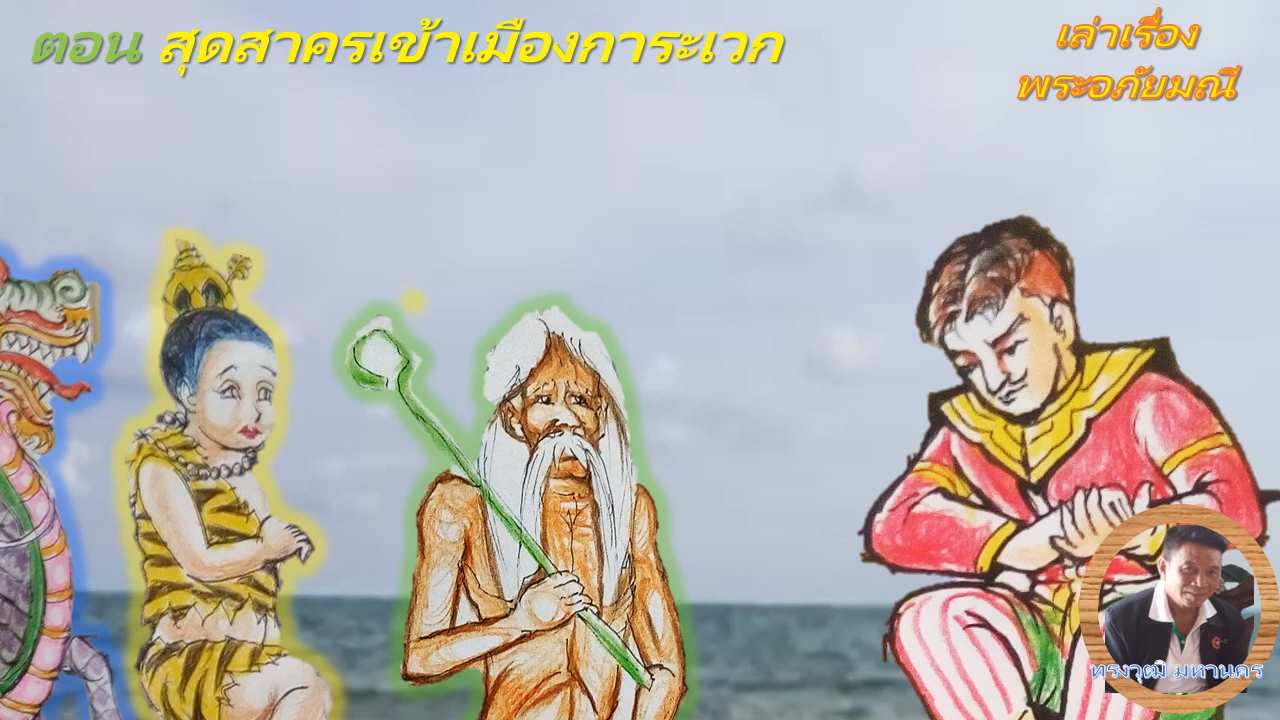 ตอน สุดสาครเข้าเมืองการะเวก
เล่าเรื่อง
พระอภัยมณี
ทรงวุฒิ มหานคร